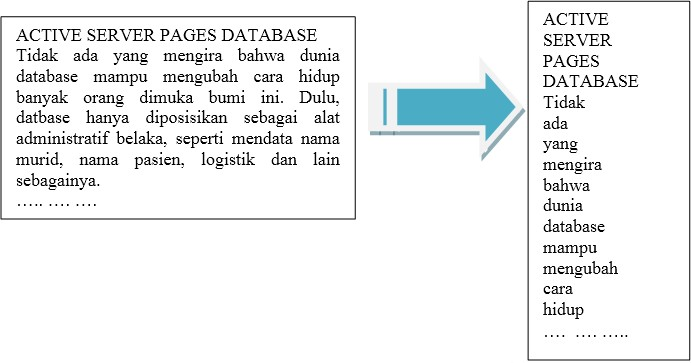 ACTIVE SERVER PAGES DATABASE
Tidak ada yang mengira bahwa dunia
database mampu mengubah cara hidup
banyak orang dimuka bumi ini. Dulu,
datbase hanya diposisikan sebagai alat
administratif belaka, seperti mendata nama
murid, nama pasien, logistik dan lain
sebagainya.
….. …. ….
ACTIVE
SERVER
PAGES
DATABASE
Tidak
ada
yang
mengira
bahwa
dunia
database
mampu
mengubah
cara
hidup
…. …. …..